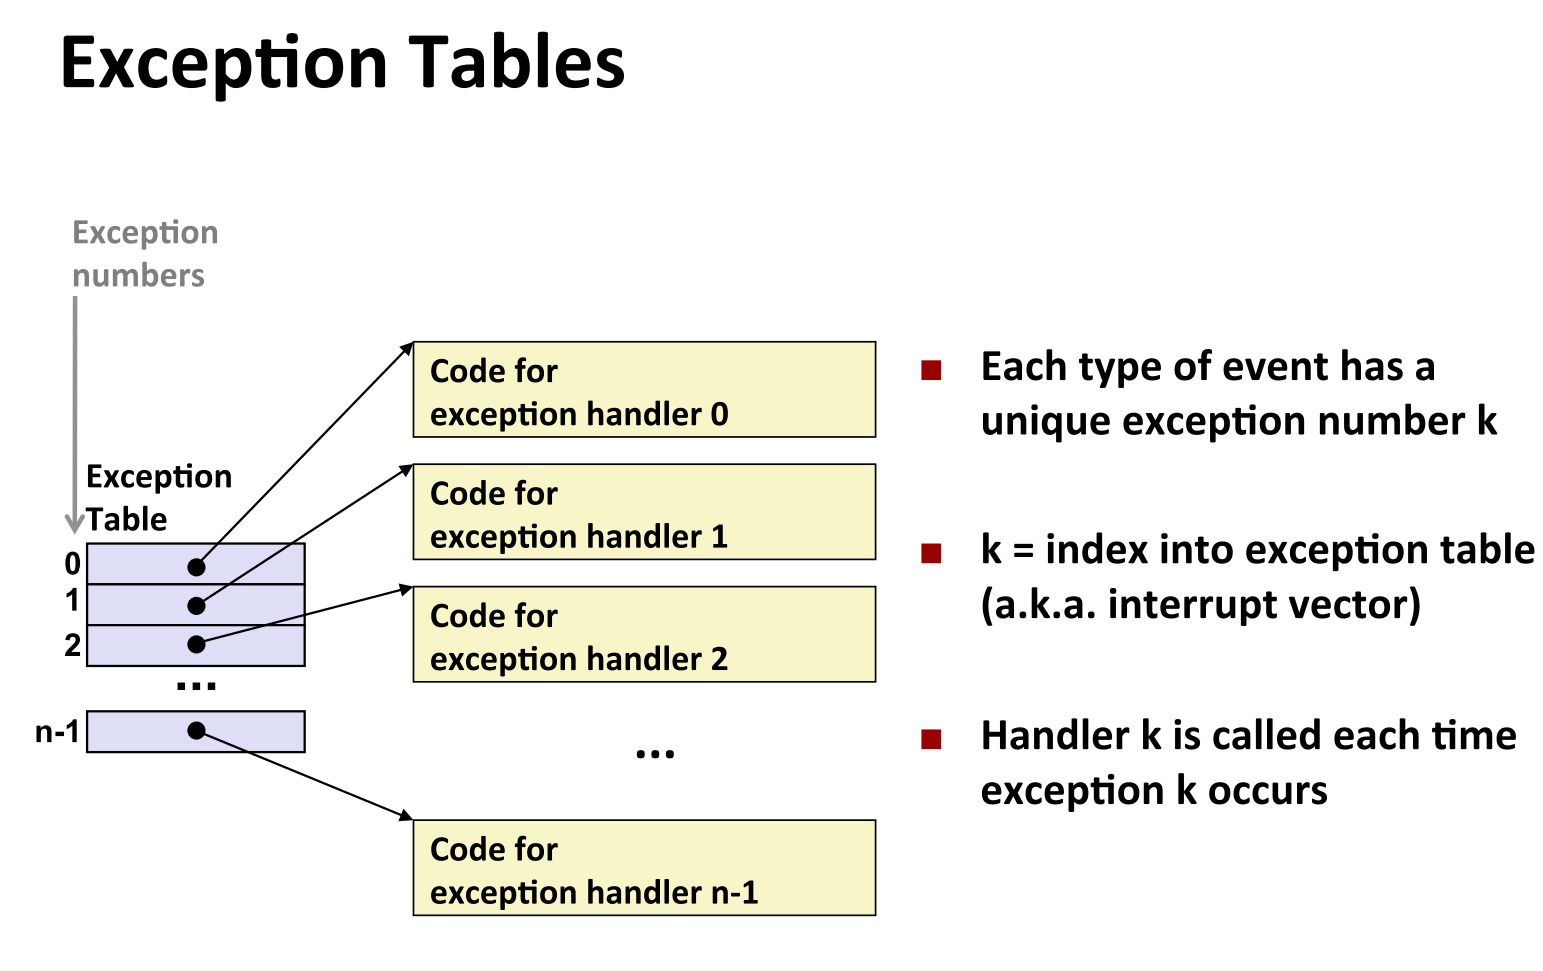 Exception Tables
Exception
numbers
Exception
Table
0
1
2
...
n-1
Code for
exception handler 0
Code for
exception handler 1
Code for
exception handler 2
...
Code for
exception handler n-1
Each type of event has a
unique exception number k
k = index into exception table
(a.k.a. interrupt vector)
Handler k is called each time
exception k occurs